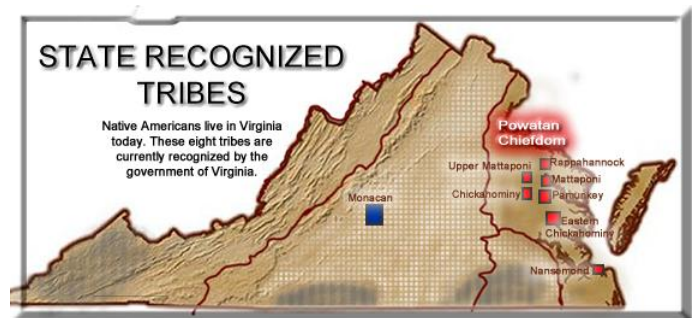 STATE RECOGNIZED
TRIBES
Native Americans live in Virginia
today. These eight tribes are
currently recognized by the
government of Virginia.
Powatan
Chiefdom
Rappahannock
Upper Mattaponi
Mattaponi
Chickahominy
Pamunkey
Monacan
Eastern
Chickahominy
Nansemond